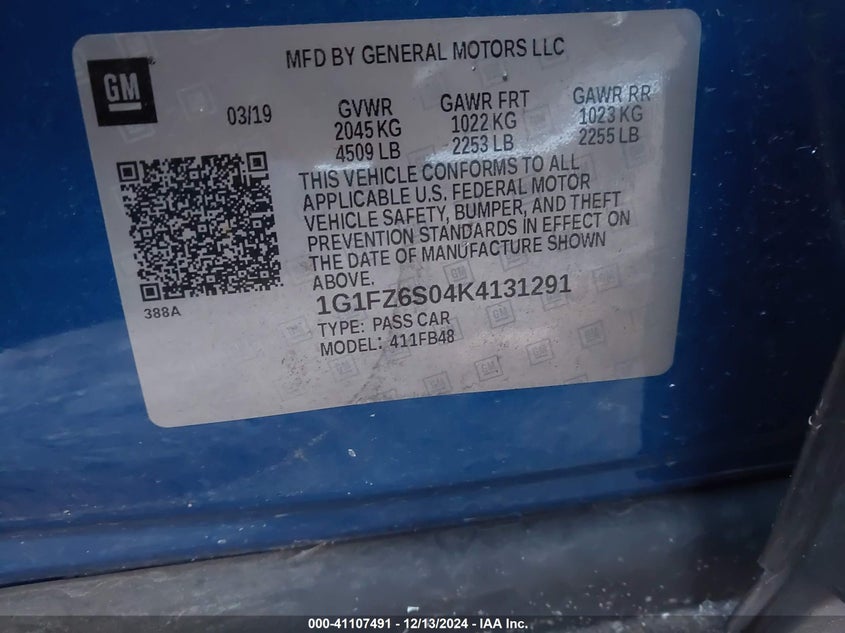 MFD BY GENERAL MOTORS LLC
GM
03/19
GVWR
2045 KG
4509 LB
GAWR FRT
1022 KG
2253 LB
GAWR RR
1023 KG
2255 LB
THIS VEHICLE CONFORMS TO ALL
APPLICABLE U.S. FEDERAL MOTOR
VEHICLE SAFETY, BUMPER, AND THEFT
PREVENTION STANDARDS IN EFFECT ON
THE DATE OF MANUFACTURE SHOWN
ABOVE.
388A
1G1FZ6S04K4131291
TYPE: PASS CAR
MODEL: 411FB48
000-41107491 - 12/13/2024 - IAA Inc.